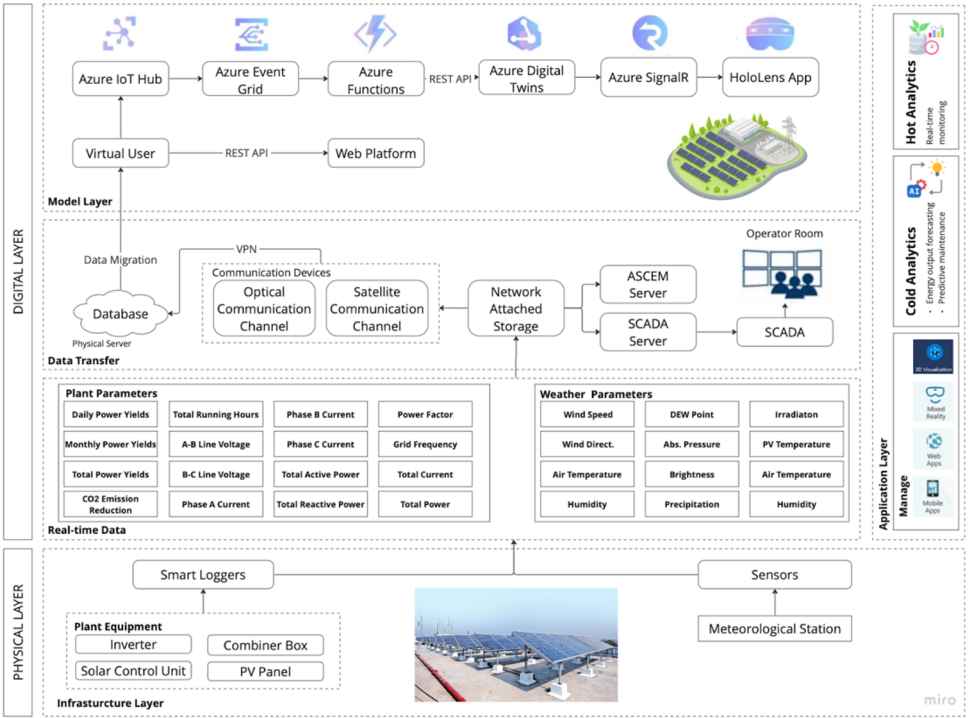 DIGITAL LAYER
Azure IoT Hub
Azure Event
Grid
Azure
Functions
REST API
Azure Digital
Twins
Azure SignalR
HoloLens App
Virtual User
REST API
Web Platform
Model Layer
Data Migration
VPN
Communication Devices
Optical
Communication
Channel
Satellite
Communication
Channel
Network
Attached
Storage
ASCEM
Server
SCADA
Server
Operator Room
SCADA
Database
Physical Server
Data Transfer
Plant Parameters
Daily Power Yields
Total Running Hours
Phase B Current
Power Factor
Monthly Power Yields
A-B Line Voltage
Phase C Current
Grid Frequency
Total Power Yields
B-C Line Voltage
Total Active Power
Total Current
CO2 Emission
Reduction
Phase A Current
Total Reactive Power
Total Power
Weather Parameters
Wind Speed
DEW Point
Irradiaton
Wind Direct.
Abs. Pressure
PV Temperature
Air Temperature
Brightness
Air Temperature
Humidity
Precipitation
Humidity
Real-time Data
Hot Analytics
Real-time
monitoring
AI
Cold Analytics
• Energy output forecasting
• Predictive maintenance
Application Layer
Manage
3D Visualization
Mixed
Reality
Web
Apps
Mobile
Apps
PHYSICAL LAYER
Smart Loggers
Sensors
Plant Equipment
Inverter
Combiner Box
Solar Control Unit
PV Panel
Meteorological Station
Infrasturcture Layer
miro